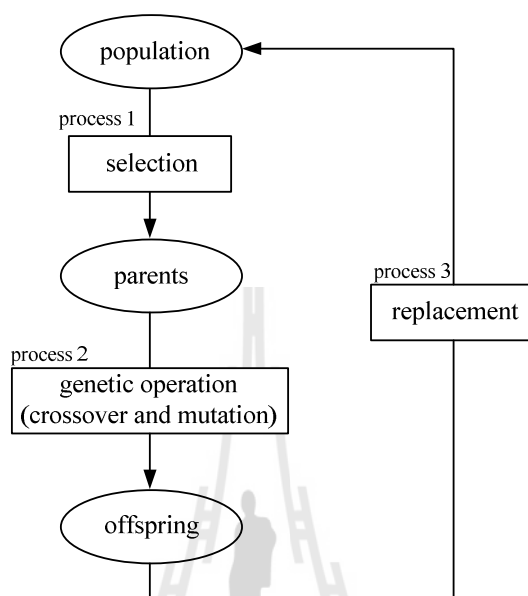 population
process 1
selection
parents
process 3
replacement
process 2
genetic operation
(crossover and mutation)
offspring